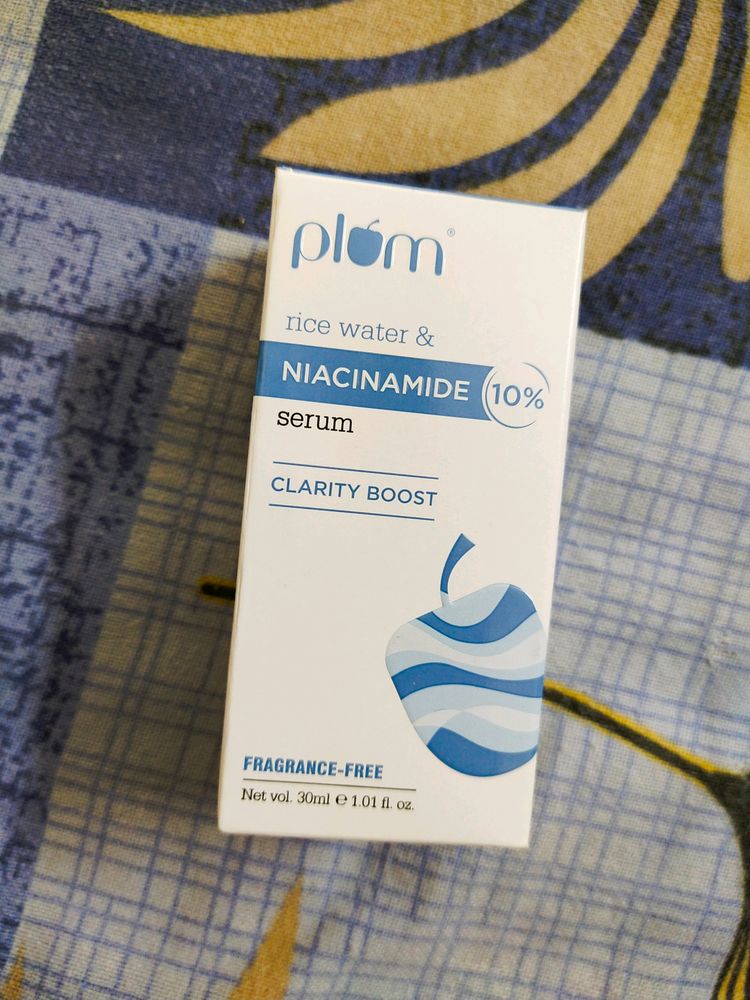 plum®
rice water &
NIACINAMIDE 10%
serum
CLARITY BOOST
FRAGRANCE-FREE
Net vol. 30ml ℮ 1.01 fl. oz.